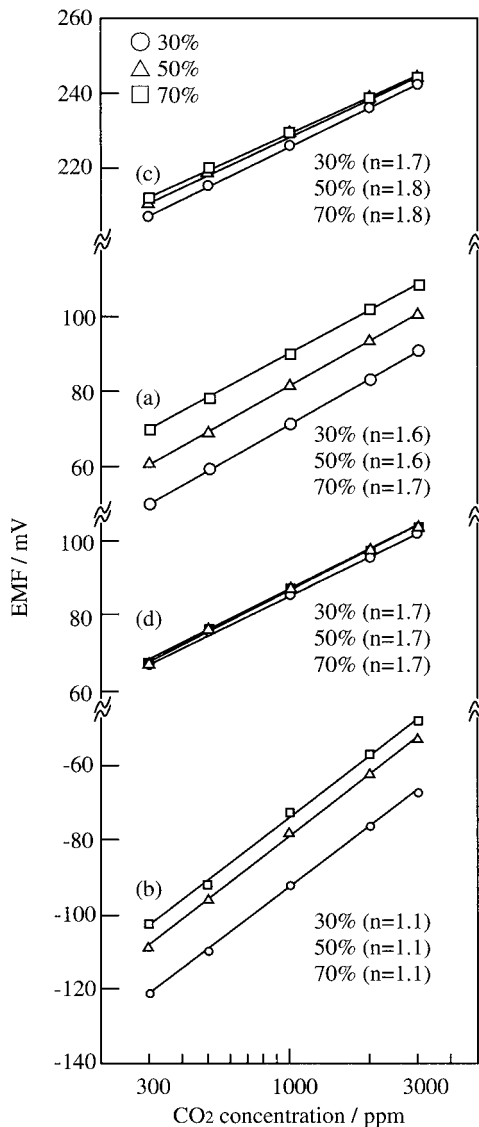 260
30%
50%
70%
240
220
(c)
30% (n=1.7)
50% (n=1.8)
70% (n=1.8)
100
80
60
(a)
30% (n=1.6)
50% (n=1.6)
70% (n=1.7)
EMF / mV
100
80
60
(d)
30% (n=1.7)
50% (n=1.7)
70% (n=1.7)
-60
-80
-100
-120
-140
(b)
30% (n=1.1)
50% (n=1.1)
70% (n=1.1)
300 1000 3000
CO2 concentration / ppm